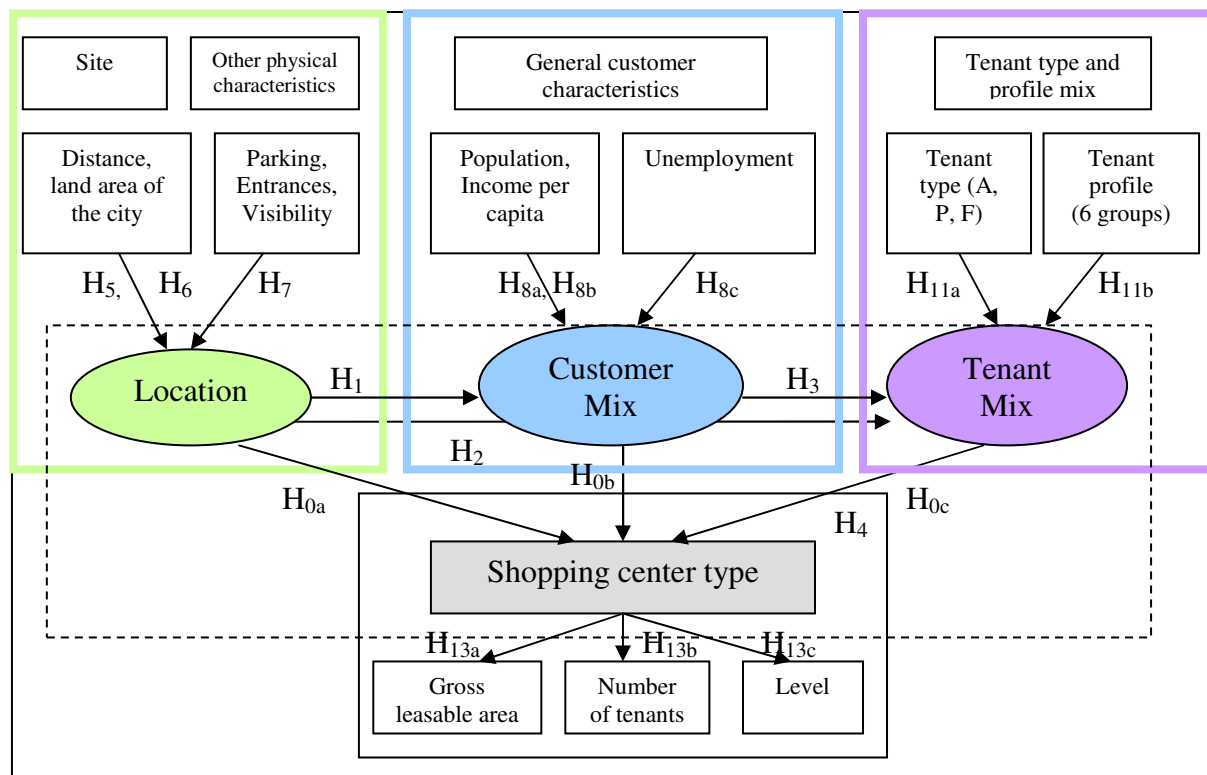 Site
Other physical
characteristics
General customer
characteristics
Tenant type and
profile mix
Distance,
land area of
the city
Parking,
Entrances,
Visibility
Population,
Income per
capita
Unemployment
Tenant
type (A,
P, F)
Tenant
profile
(6 groups)
H5, H6 H7
H8a, H8b H8c
H11a H11b
Location
H1
Customer
Mix
H3
Tenant
Mix
H2
H0a
H0b
H0c
H4
Shopping center type
H13a H13b H13c
Gross
leasable area
Number
of tenants
Level